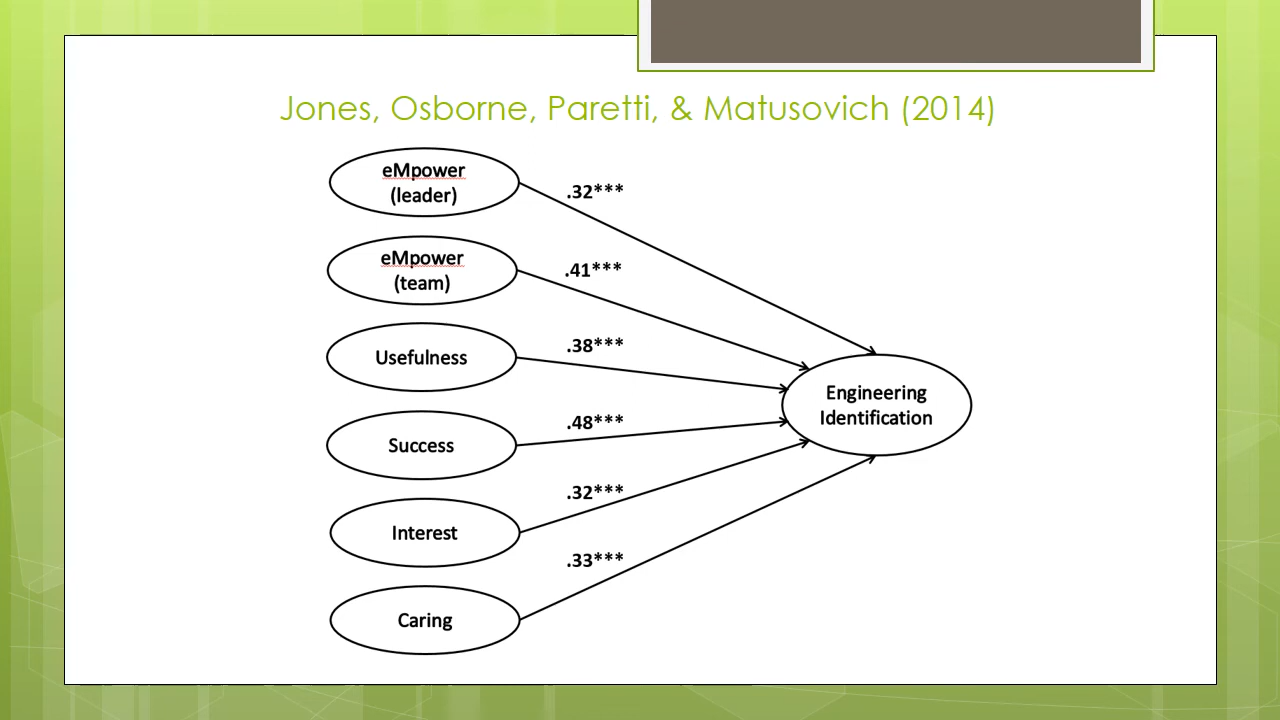 Jones, Osborne, Paretti, & Matusovich (2014)
eMpower
(leader)
.32***
eMpower
(team)
.41***
Usefulness
.38***
Engineering
Identification
Success
.48***
Interest
.32***
Caring
.33***